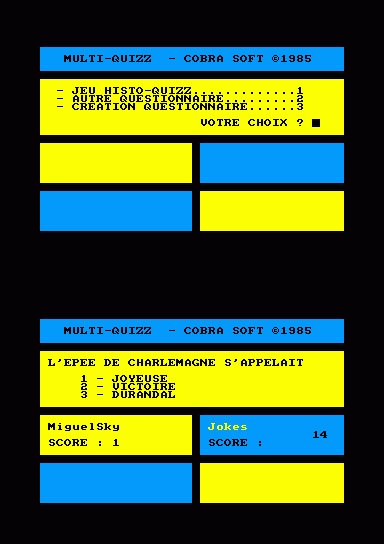 MULTI-QUIZZ - COBRA SOFT ©1985
- JEU HISTO-QUIZZ.............1
- AUTRE QUESTIONNAIRE.........2
- CREATION QUESTIONNAIRE......3
VOTRE CHOIX ?
MULTI-QUIZZ - COBRA SOFT ©1985
L'EPEE DE CHARLEMAGNE S'APPELAIT
1 - JOYEUSE
2 - VICTOIRE
3 - DURANDAL
MiguelSky
SCORE : 1
Jokes
SCORE :
14